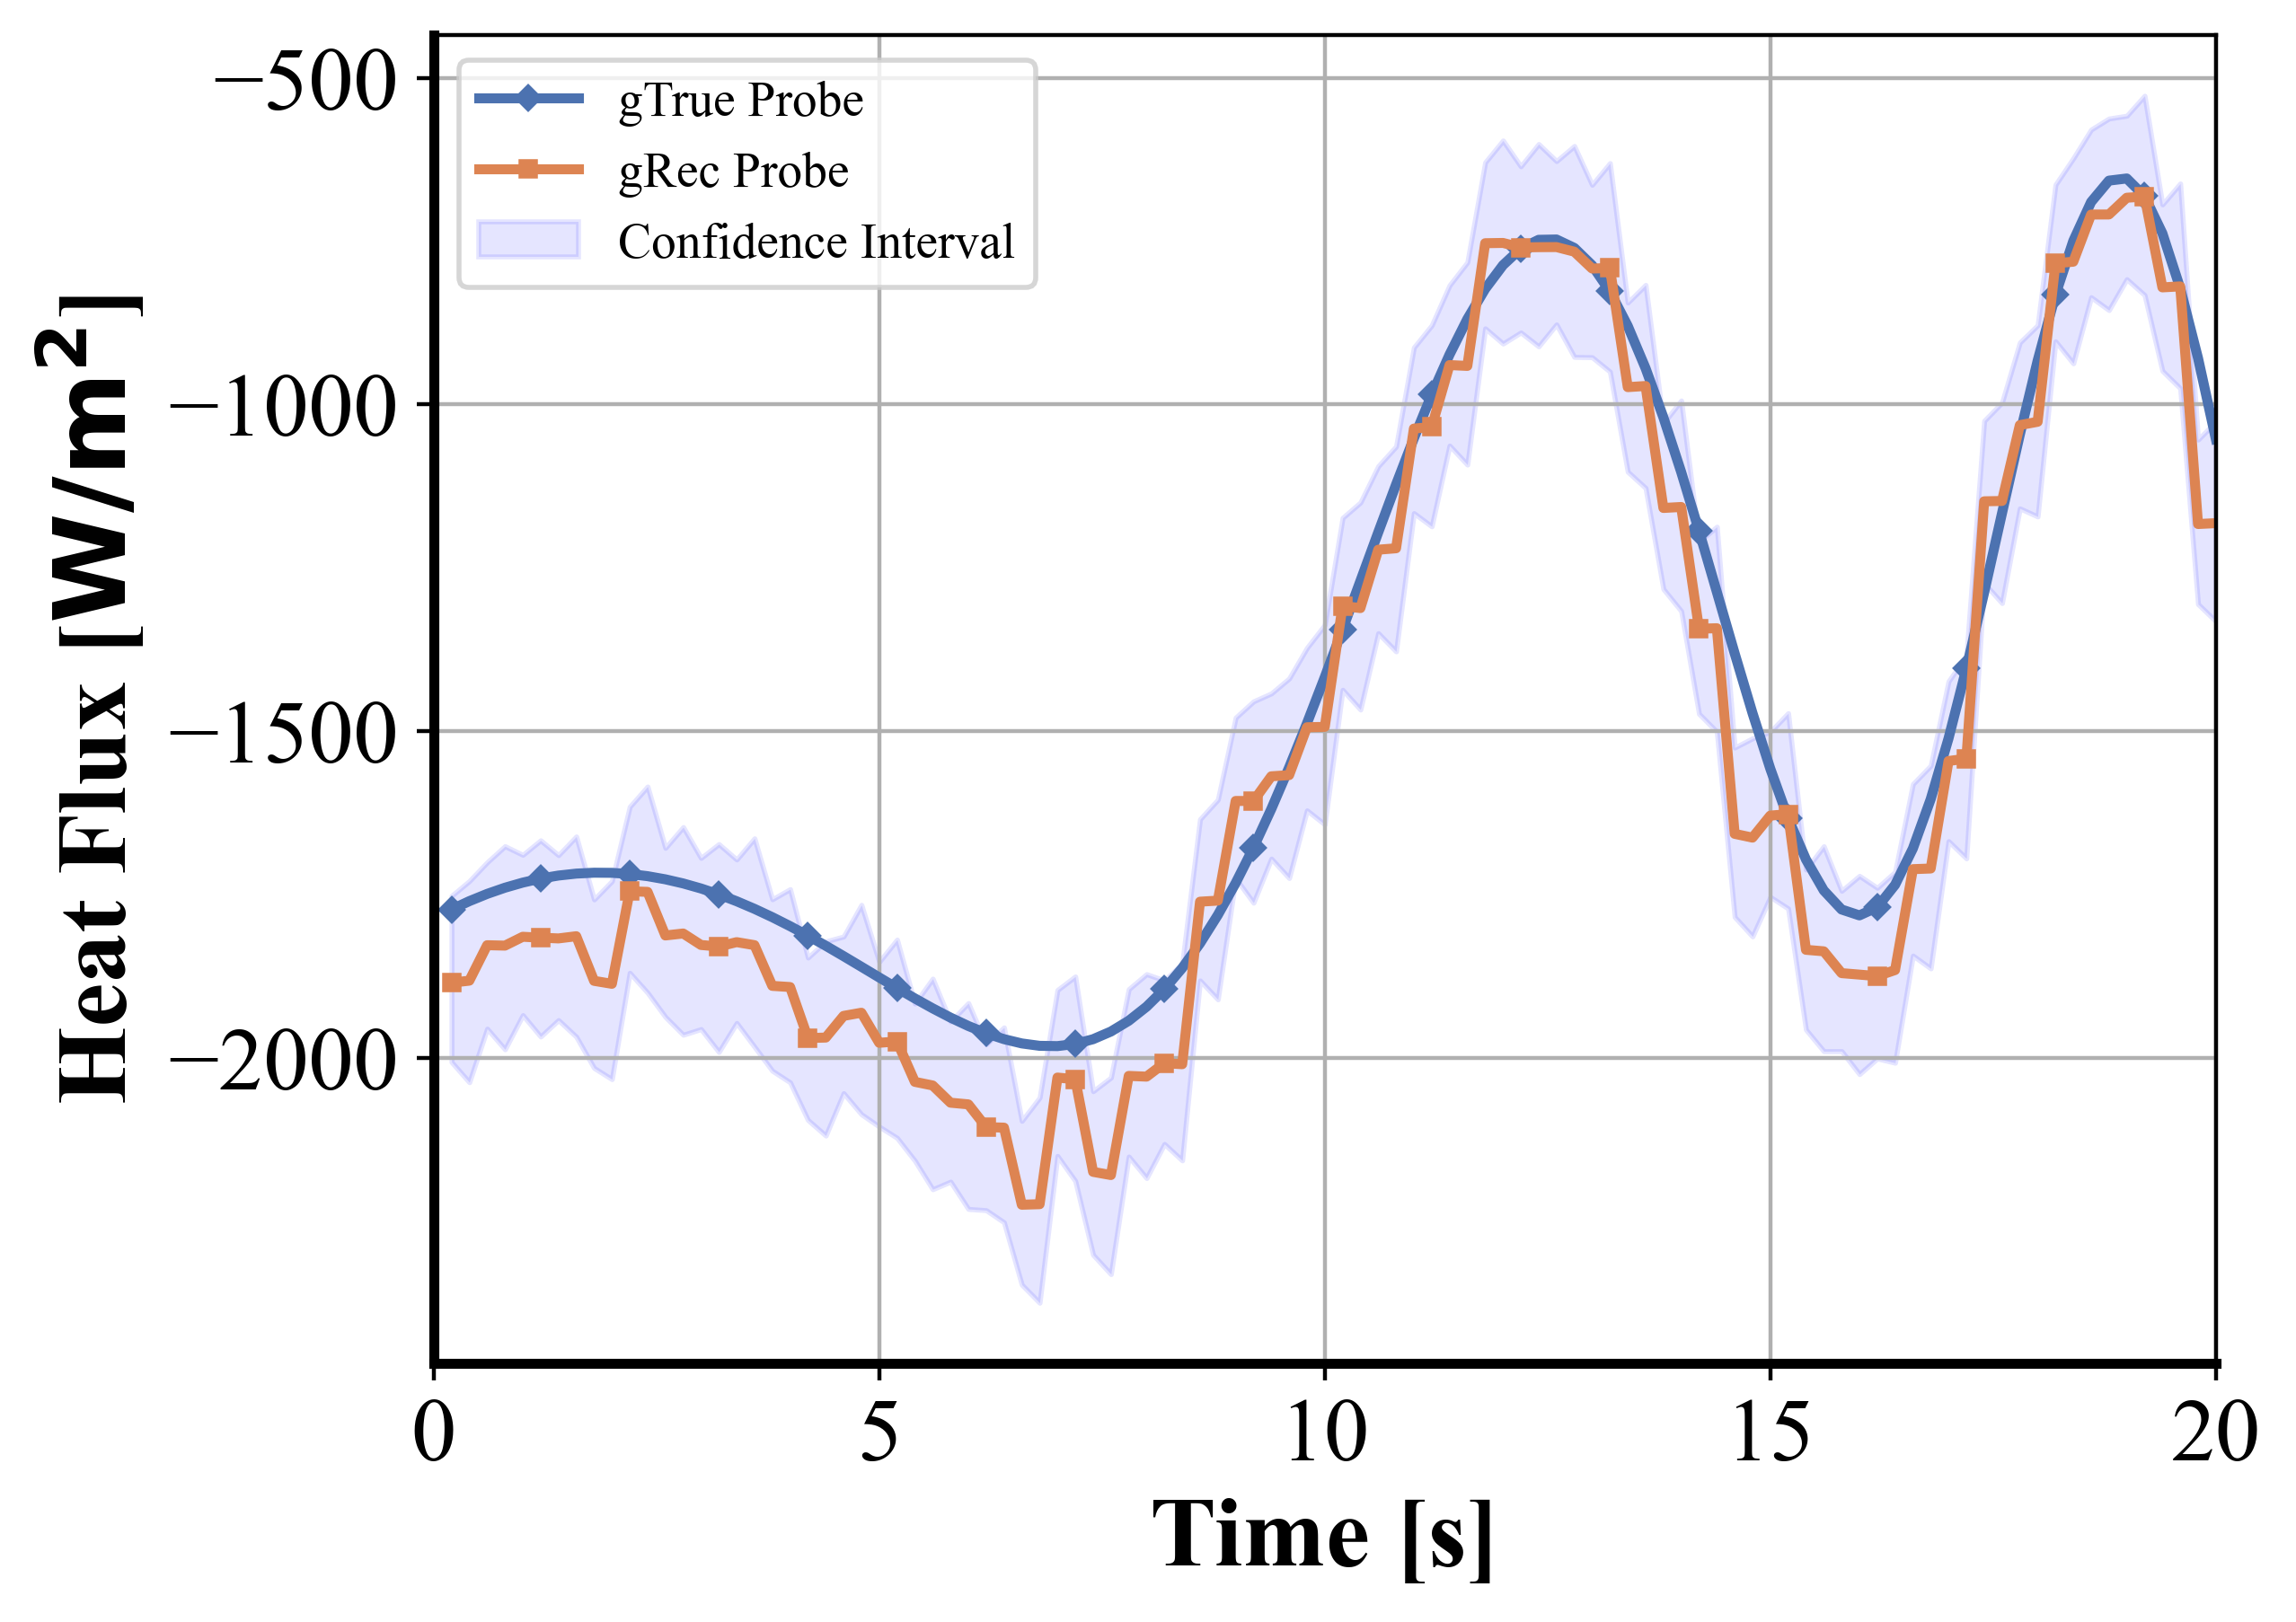 Heat Flux [W/m²]
−500
−1000
−1500
−2000
gTrue Probe
gRec Probe
Confidence Interval
0 5 10 15 20
Time [s]